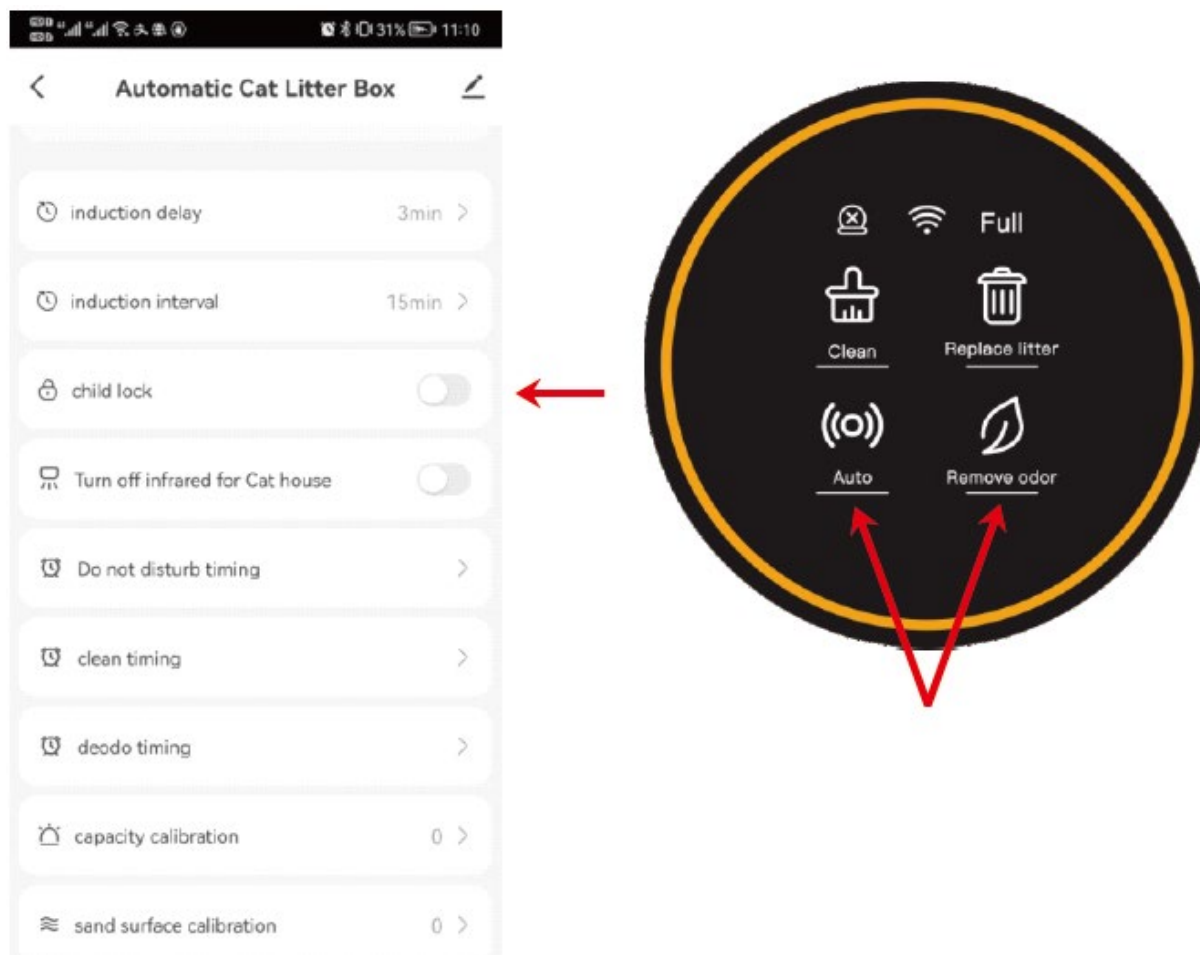 31% 11:10
Automatic Cat Litter Box
induction delay 3min
induction interval 15min
child lock
Turn off infrared for Cat house
Do not disturb timing
clean timing
deodo timing
capacity calibration 0
sand surface calibration 0
Full
Clean Replace litter
Auto Remove odor